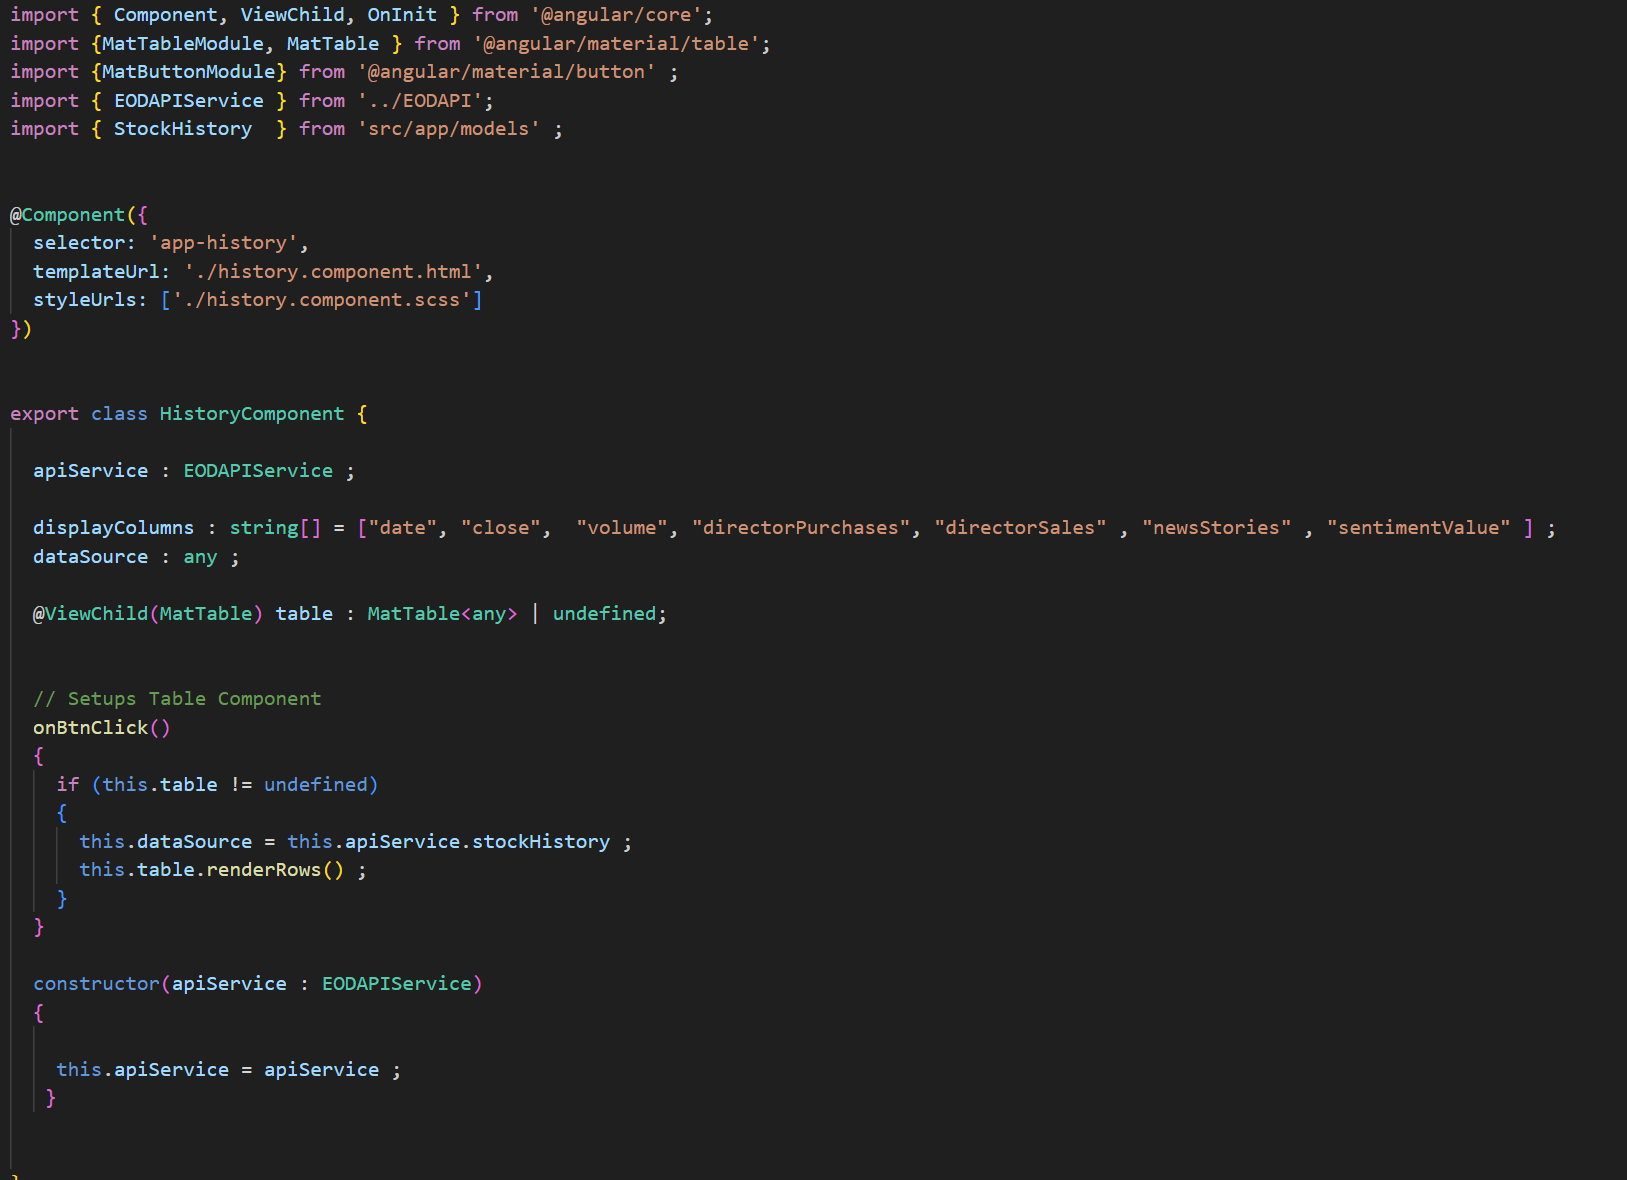 import { Component, ViewChild, OnInit } from '@angular/core';
import {MatTableModule, MatTable } from '@angular/material/table';
import {MatButtonModule} from '@angular/material/button' ;
import { EODAPIService } from '../EODAPI';
import { StockHistory  } from 'src/app/models' ;
@Component({
  selector: 'app-history',
  templateUrl: './history.component.html',
  styleUrls: ['./history.component.scss']
})
export class HistoryComponent {
  apiService : EODAPIService ;
  displayColumns : string[] = ["date", "close",  "volume", "directorPurchases", "directorSales" , "newsStories" , "sentimentValue" ] ;
  dataSource : any ;
  @ViewChild(MatTable) table : MatTable<any> | undefined;
  // Setups Table Component
  onBtnClick()
  {
    if (this.table != undefined)
    {
      this.dataSource = this.apiService.stockHistory ;
      this.table.renderRows() ;
    }
  }
  constructor(apiService : EODAPIService)
  {
    this.apiService = apiService ;
   }
}